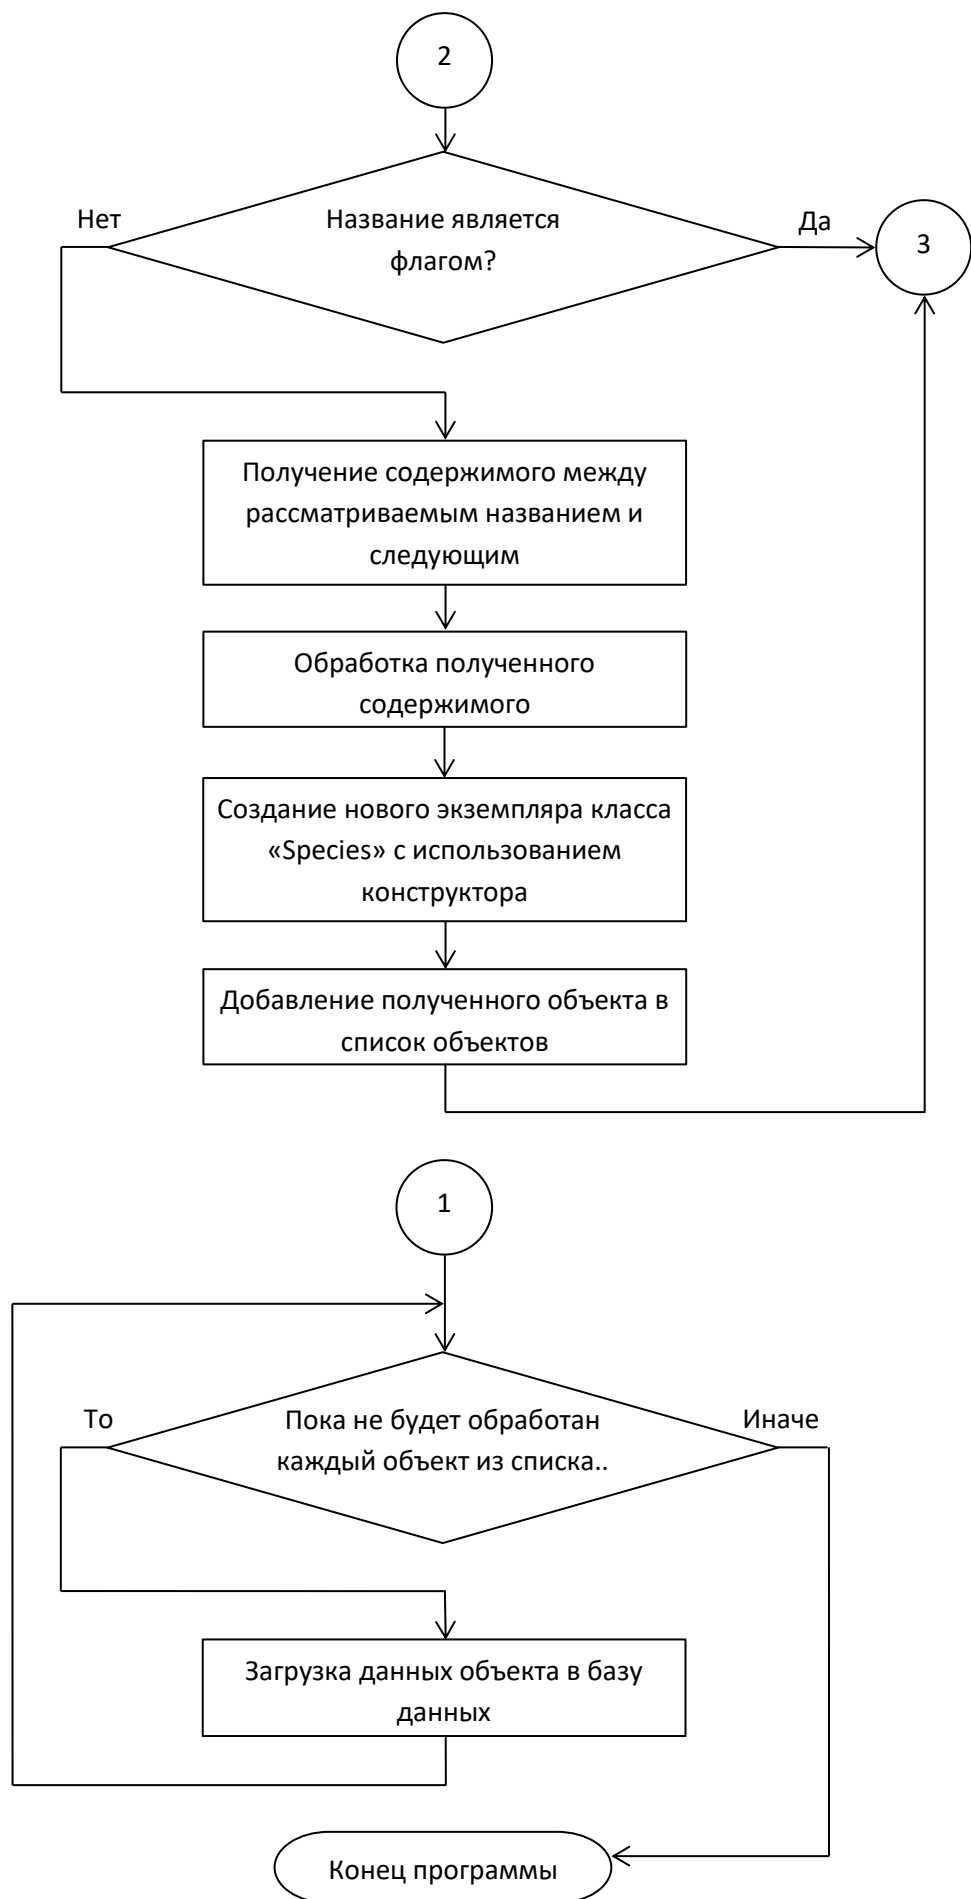 2
Нет
Название является
флагом?
Да
3
Получение содержимого между
рассматриваемым названием и
следующим
Обработка полученного
содержимого
Создание нового экземпляра класса
«Species» с использованием
конструктора
Добавление полученного объекта в
список объектов
1
То
Пока не будет обработан
каждый объект из списка..
Иначе
Загрузка данных объекта в базу
данных
Конец программы